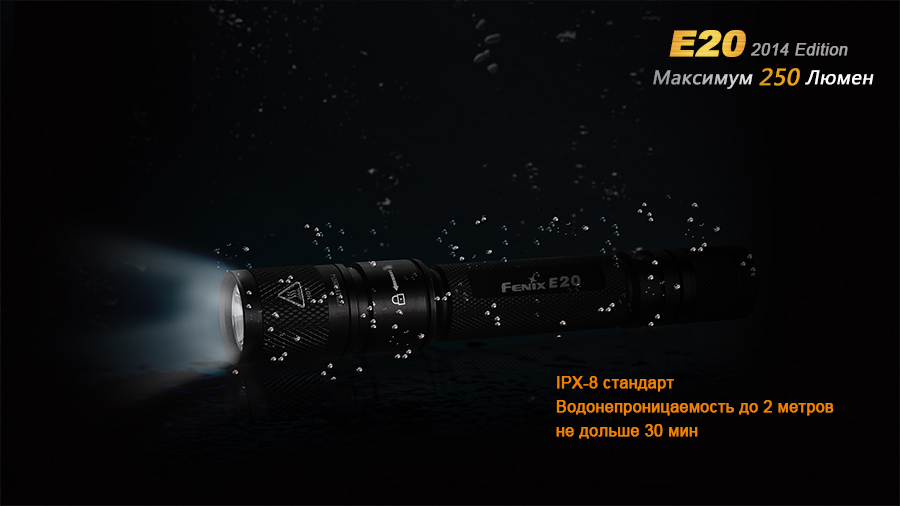 E20 2014 Edition
Максимум 250 Люмен
FENIX E20
IPX-8 стандарт
Водонепроницаемость до 2 метров
не дольше 30 мин